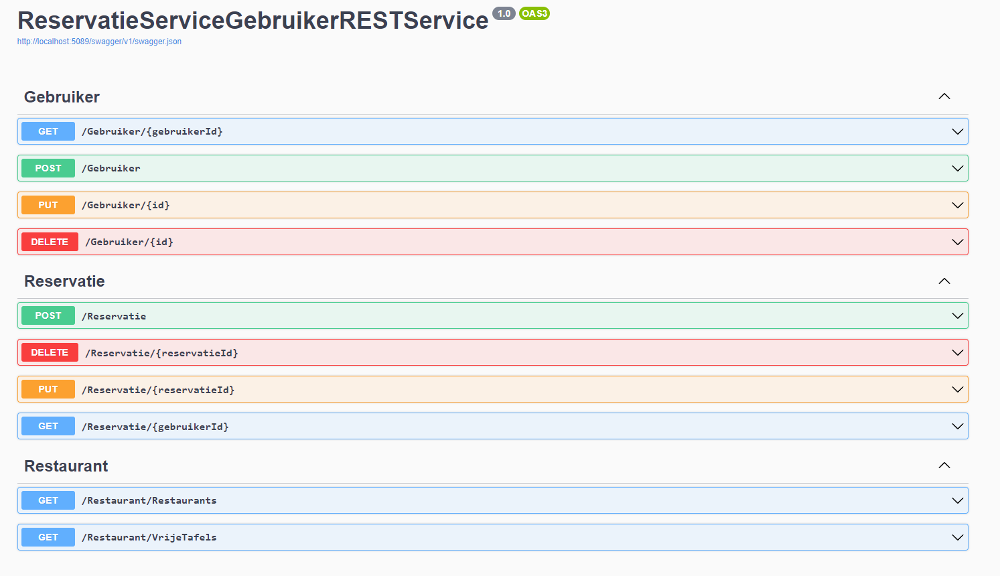 ReservatieServiceGebruikerRESTService 1.0 OAS3
http://localhost:5089/swagger/v1/swagger.json
Gebruiker
GET /Gebruiker/{gebruikerId}
POST /Gebruiker
PUT /Gebruiker/{id}
DELETE /Gebruiker/{id}
Reservatie
POST /Reservatie
DELETE /Reservatie/{reservatieId}
PUT /Reservatie/{reservatieId}
GET /Reservatie/{gebruikerId}
Restaurant
GET /Restaurant/Restaurants
GET /Restaurant/VrijeTafels